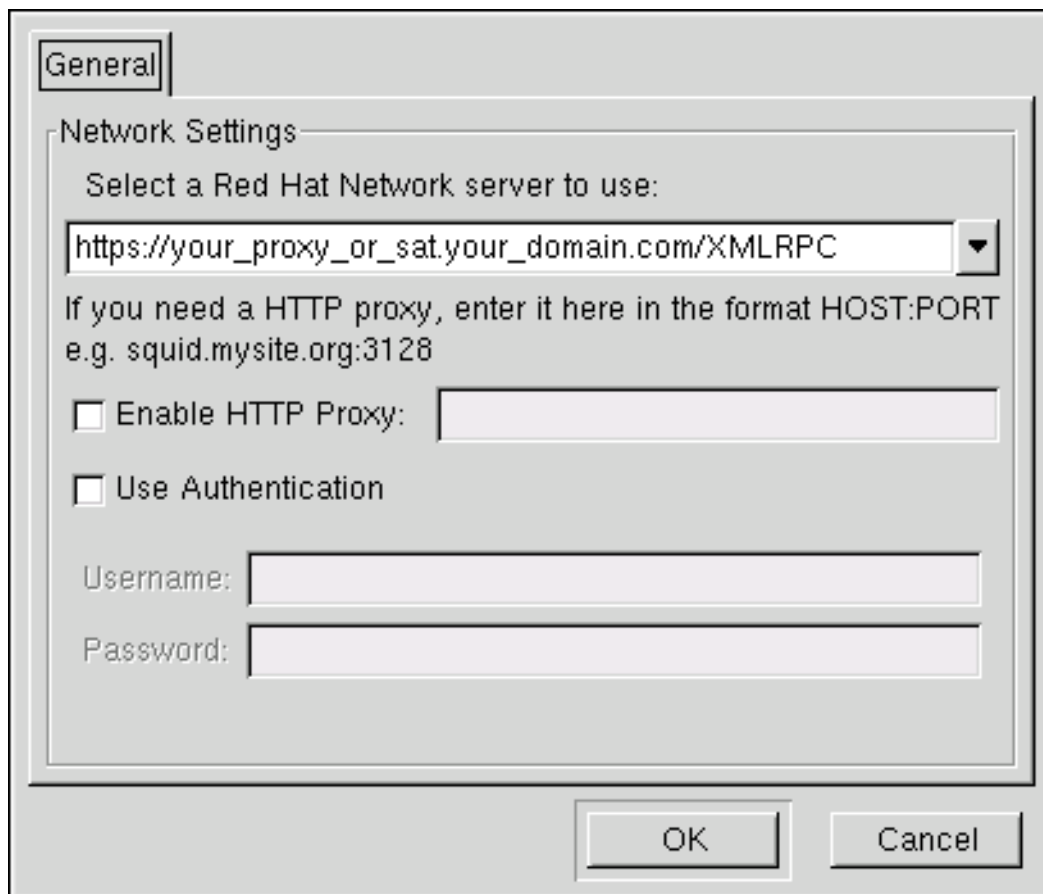 General
Network Settings
Select a Red Hat Network server to use:
https://your_proxy_or_sat.your_domain.com/XMLRPC
If you need a HTTP proxy, enter it here in the format HOST:PORT
e.g. squid.mysite.org:3128
Enable HTTP Proxy:
Use Authentication
Username:
Password:
OK Cancel